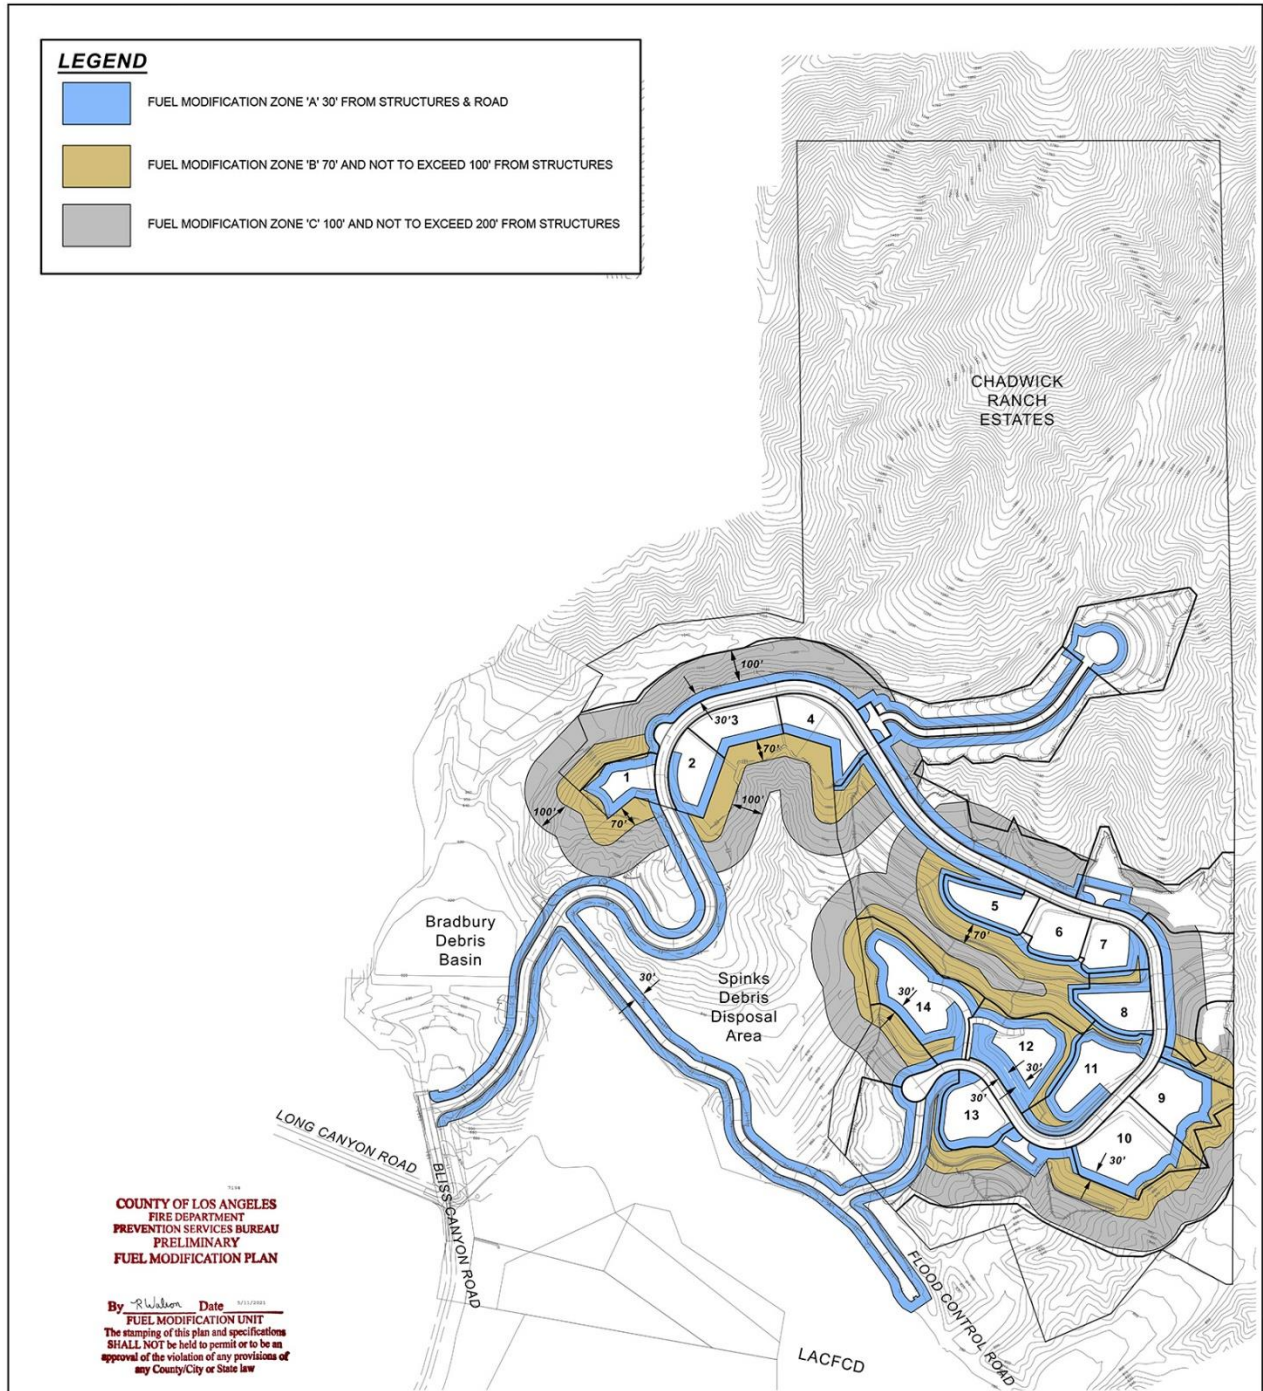 LEGEND
FUEL MODIFICATION ZONE 'A' 30' FROM STRUCTURES & ROAD
FUEL MODIFICATION ZONE 'B' 70' AND NOT TO EXCEED 100' FROM STRUCTURES
FUEL MODIFICATION ZONE 'C' 100' AND NOT TO EXCEED 200' FROM STRUCTURES
CHADWICK
RANCH
ESTATES
100'
30'
3
4
70'
2
1
100'
100'
70'
5
6
7
70'
Bradbury
Debris
Basin
30'
Spinks
Debris
Disposal
Area
30'
14
8
12
11
30'
30'
9
13
10
30'
LONG CANYON ROAD
BLISS CANYON ROAD
FLOOD CONTROL ROAD
LACFCD
COUNTY OF LOS ANGELES
FIRE DEPARTMENT
PREVENTION SERVICES BUREAU
PRELIMINARY
FUEL MODIFICATION PLAN
By R Walton Date 5/11/2021
FUEL MODIFICATION UNIT
The stamping of this plan and specifications
SHALL NOT be held to permit or to be an
approval of the violation of any provisions of
any County/City or State law